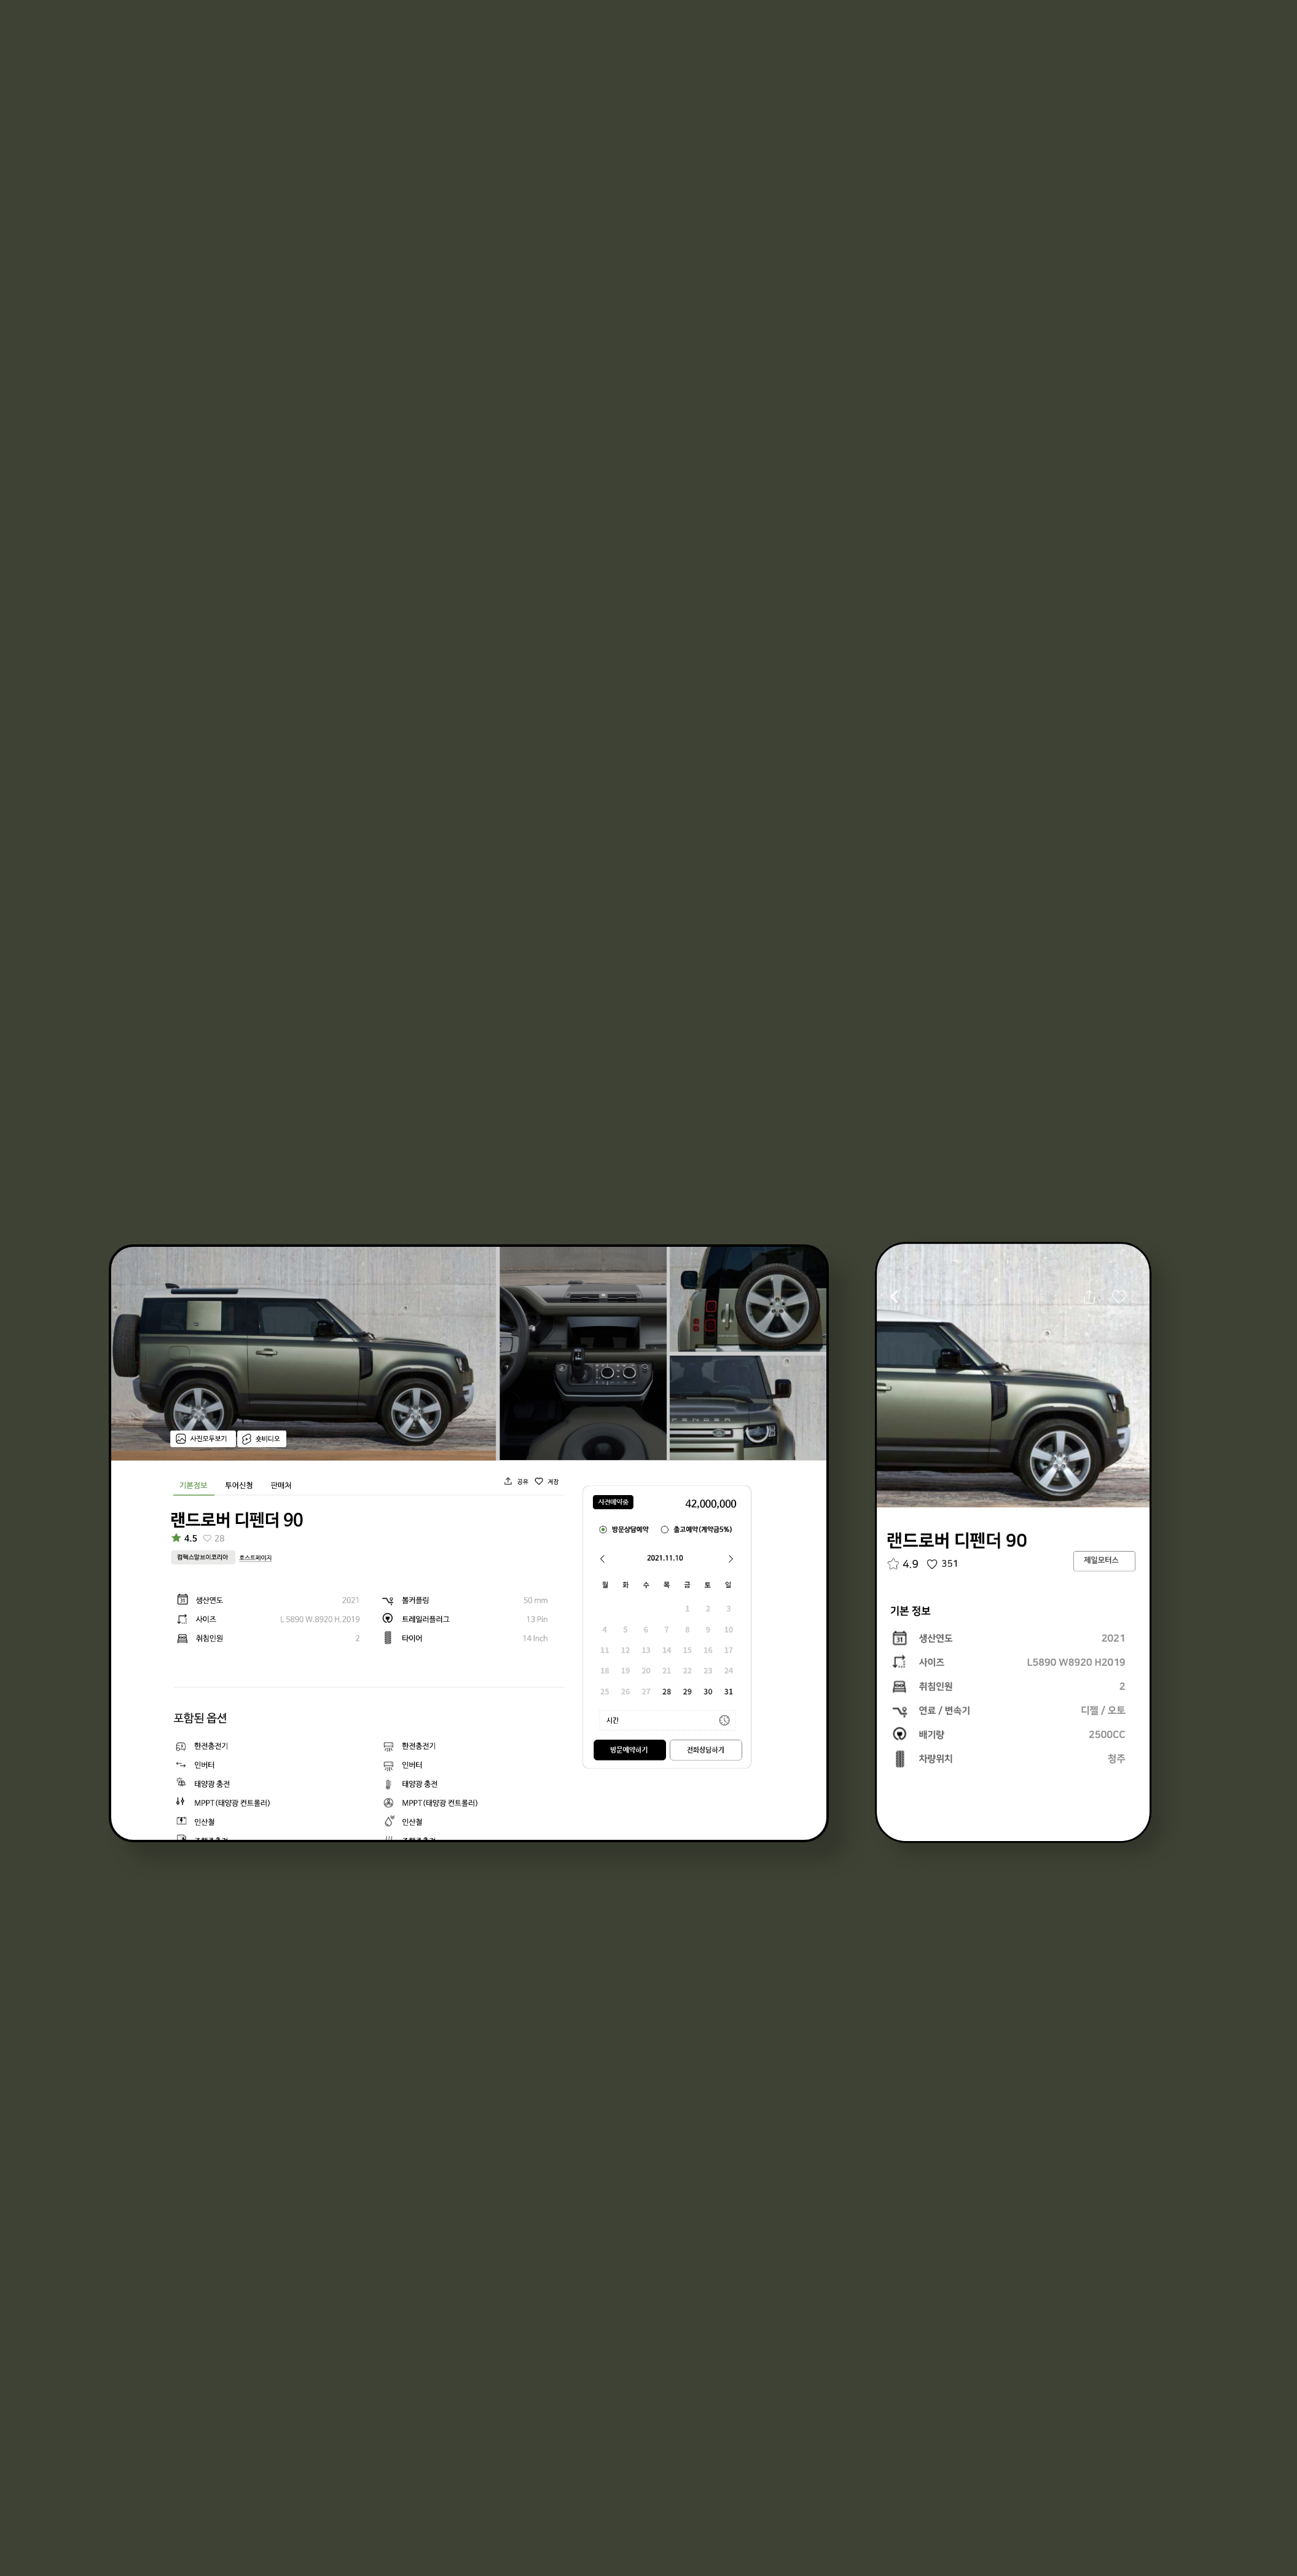 사진모두보기
숏비디오
기본정보 투어신청 판매처
공유 저장
랜드로버 디펜더 90
4.5 28
컴팩스알브이코리아 호스트페이지
생산연도 2021
사이즈 L 5890 W.8920 H.2019
취침인원 2
볼커플링 50 mm
트레일러플러그 13 Pin
타이어 14 Inch
포함된 옵션
한전충전기
인버터
태양광 충전
MPPT(태양광 컨트롤러)
인산철
한전충전기
인버터
태양광 충전
MPPT(태양광 컨트롤러)
인산철
사전예약중 42,000,000
방문상담예약 출고예약(계약금5%)
2021.11.10
월 화 수 목 금 토 일
1 2 3
4 5 6 7 8 9 10
11 12 13 14 15 16 17
18 19 20 21 22 23 24
25 26 27 28 29 30 31
시간
방문예약하기 전화상담하기
랜드로버 디펜더 90
4.9 351
제일모터스
기본 정보
31 생산연도 2021
사이즈 L5890 W8920 H2019
취침인원 2
연료 / 변속기 디젤 / 오토
배기량 2500CC
차량위치 청주